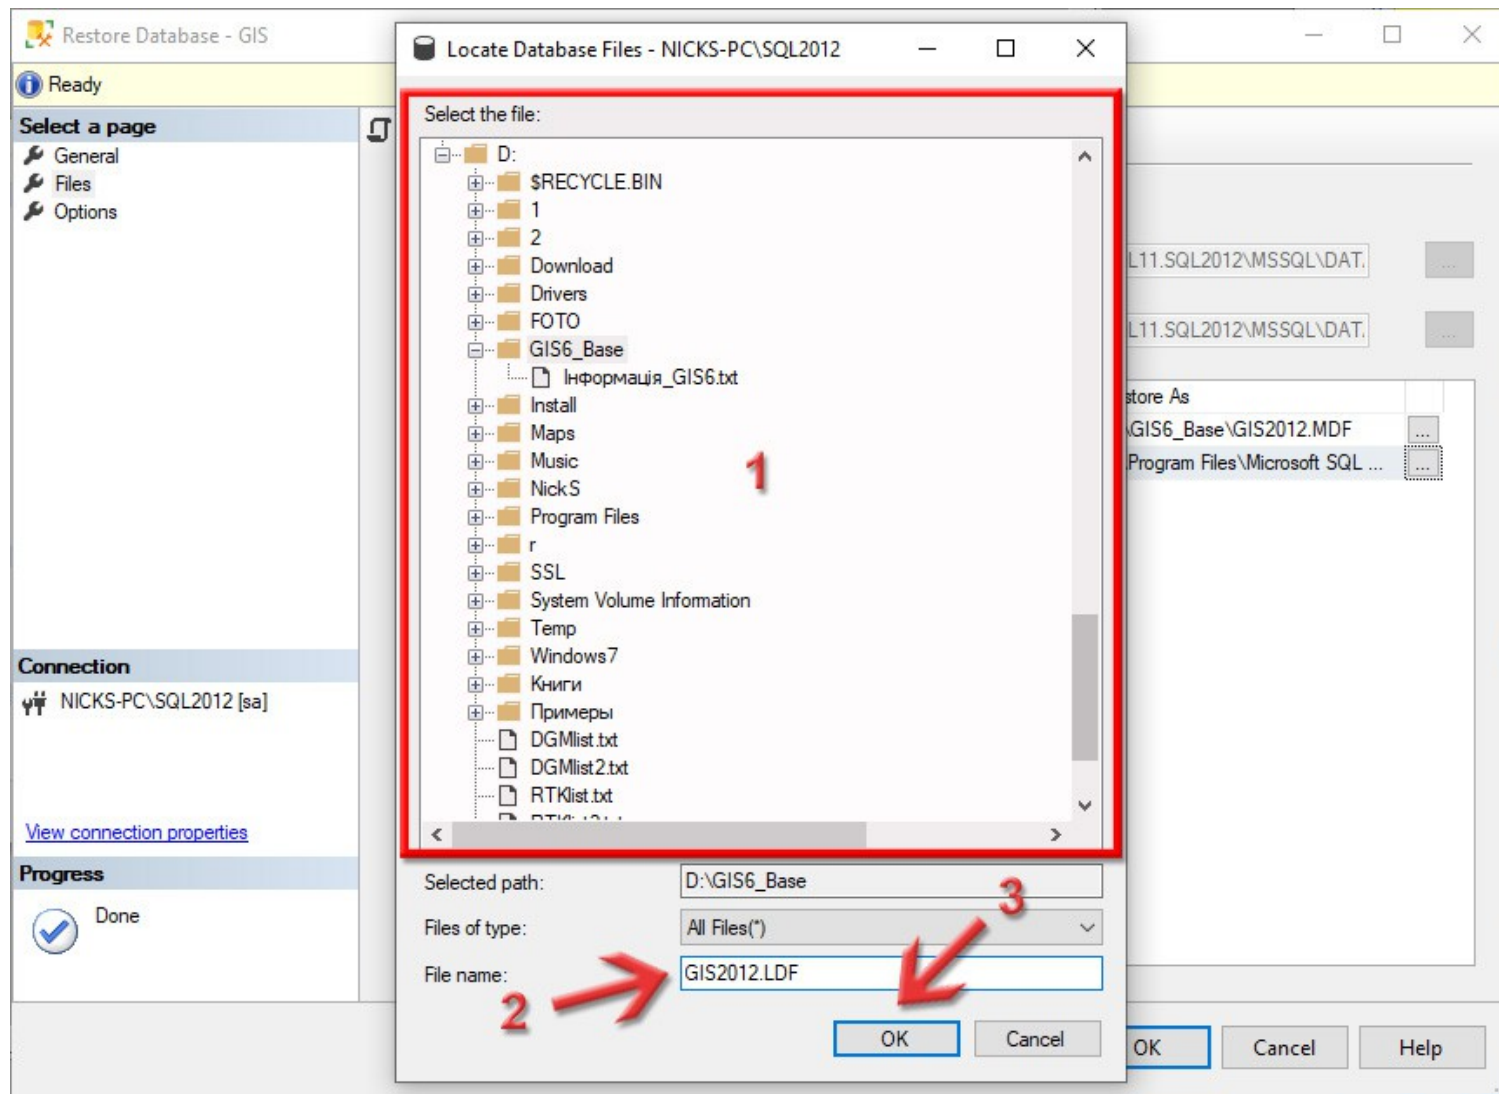 Restore Database - GIS
Ready
Select a page
General
Files
Options
Connection
NICKS-PC\SQL2012 [sa]
View connection properties
Progress
Done
Locate Database Files - NICKS-PC\SQL2012
Select the file:
D:
$RECYCLE.BIN
1
2
Download
Drivers
FOTO
GIS6_Base
Інформація_GIS6.txt
Install
Maps
Music
NickS
Program Files
r
SSL
System Volume Information
Temp
Windows7
Книги
Примеры
DGMlist.txt
DGMlist2.txt
RTKlist.txt
1
Selected path: D:\GIS6_Base
3
Files of type: All Files(*)
File name: GIS2012.LDF
2
OK Cancel
L11.SQL2012\MSSQL\DAT. ...
L11.SQL2012\MSSQL\DAT. ...
store As
\GIS6_Base\GIS2012.MDF ...
Program Files\Microsoft SQL ... ...
OK Cancel Help